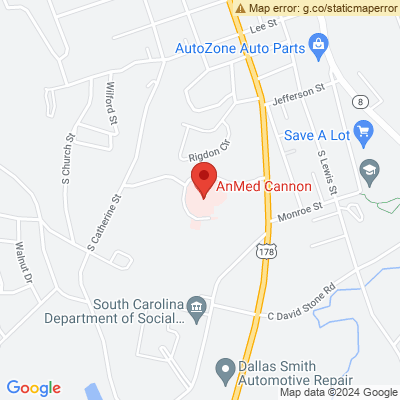 Map error: g.co/staticmaperror
Lee St
AutoZone Auto Parts
Wilford St
Jefferson St
8
Save A Lot
S Church St
Rigdon Cir
S Lewis St
AnMed Cannon
S Catherine St
Monroe St
Walnut Dr
178
South Carolina
Department of Social...
C David Stone Rd
Dallas Smith
Automotive Repair
Google
Map data ©2024 Google